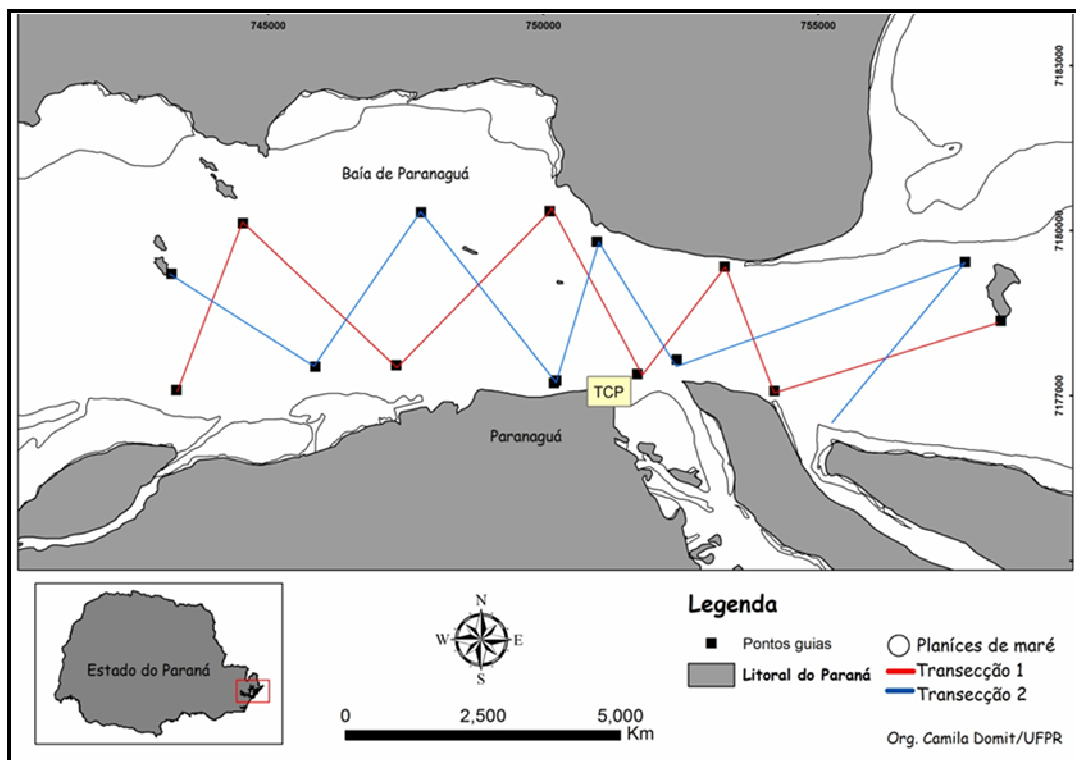 745000
750000
755000
7183000
Baía de Paranaguá
7180000
TCP
7177000
Paranaguá
Estado do Paraná
N
W
E
S
0
2,500
5,000
Km
Legenda
Pontos guias
Litoral do Paraná
Planíces de maré
Transecção 1
Transecção 2
Org. Camila Domit/UFPR